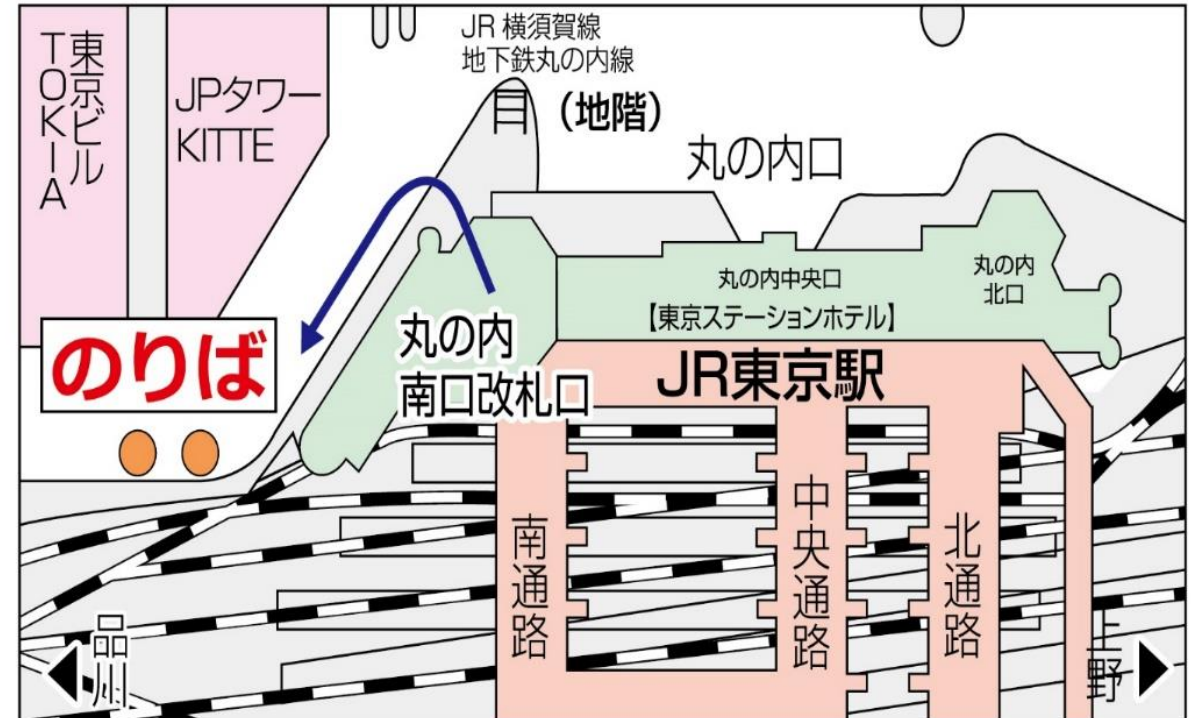 東京ビル
TOKIA
JPタワー
KITTE
JR 横須賀線
地下鉄丸の内線
(地階)
丸の内口
丸の内中央口
【東京ステーションホテル】
丸の内
北口
のりば
丸の内
南口改札口
JR東京駅
南通路
中央通路
北通路
品川
上野